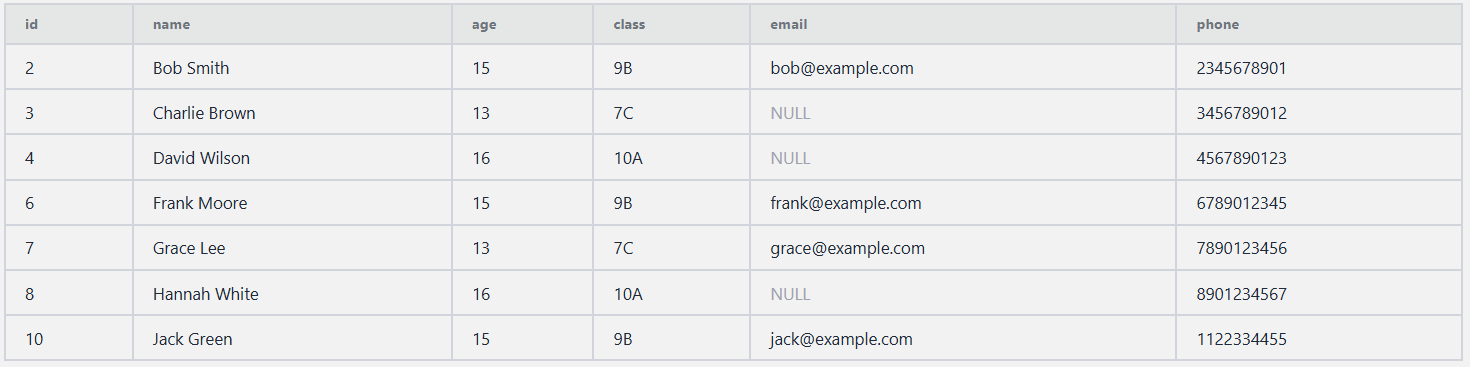 id name age class email phone
2 Bob Smith 15 9B bob@example.com 2345678901
3 Charlie Brown 13 7C NULL 3456789012
4 David Wilson 16 10A NULL 4567890123
6 Frank Moore 15 9B frank@example.com 6789012345
7 Grace Lee 13 7C grace@example.com 7890123456
8 Hannah White 16 10A NULL 8901234567
10 Jack Green 15 9B jack@example.com 1122334455